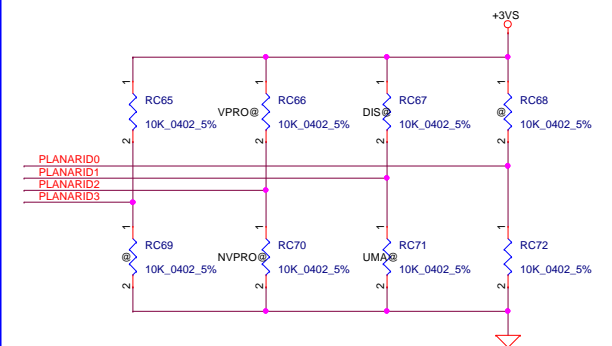 +3VS
1 1 1 1
RC65 RC66 RC67 RC68
VPRO@ DIS@ @
10K_0402_5% 10K_0402_5% 10K_0402_5% 10K_0402_5%
2 2 2 2
PLANARID0
PLANARID1
PLANARID2
PLANARID3
1 1 1 1
RC69 RC70 RC71 RC72
@ NVPRO@ UMA@
10K_0402_5% 10K_0402_5% 10K_0402_5% 10K_0402_5%
2 2 2 2